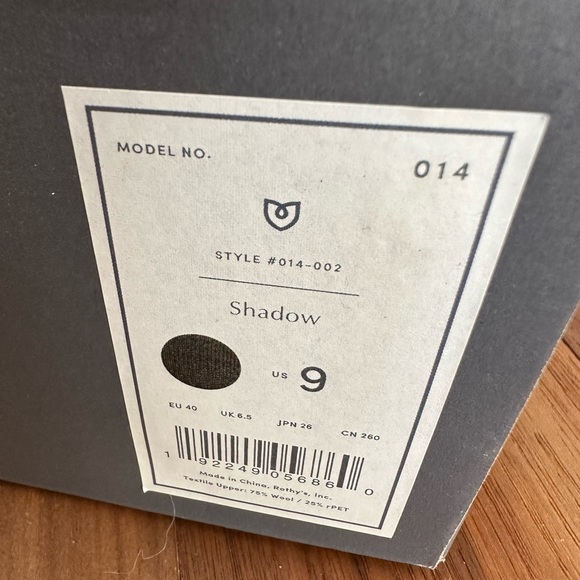 MODEL NO. 014
STYLE #014-002
Shadow
US 9
EU 40 UK 6.5 JPN 26 CN 260
1 92249 05686 0
Made in China, Rothy's, Inc.
Textile Upper: 75% Wool / 25% rPET